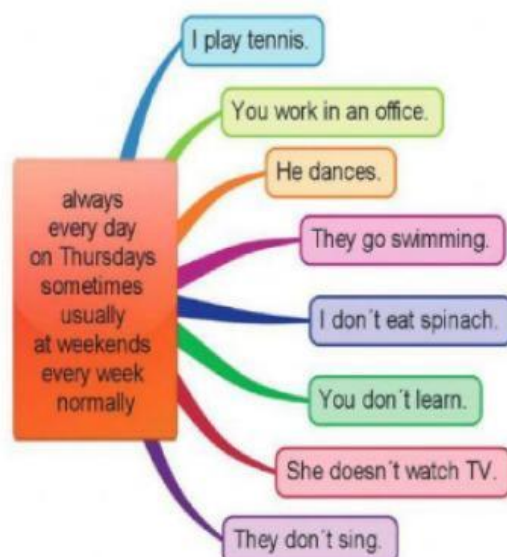 I play tennis.
You work in an office.
He dances.
always
every day
on Thursdays
sometimes
usually
at weekends
every week
normally
They go swimming.
I don´t eat spinach.
You don´t learn.
She doesn´t watch TV.
They don´t sing.